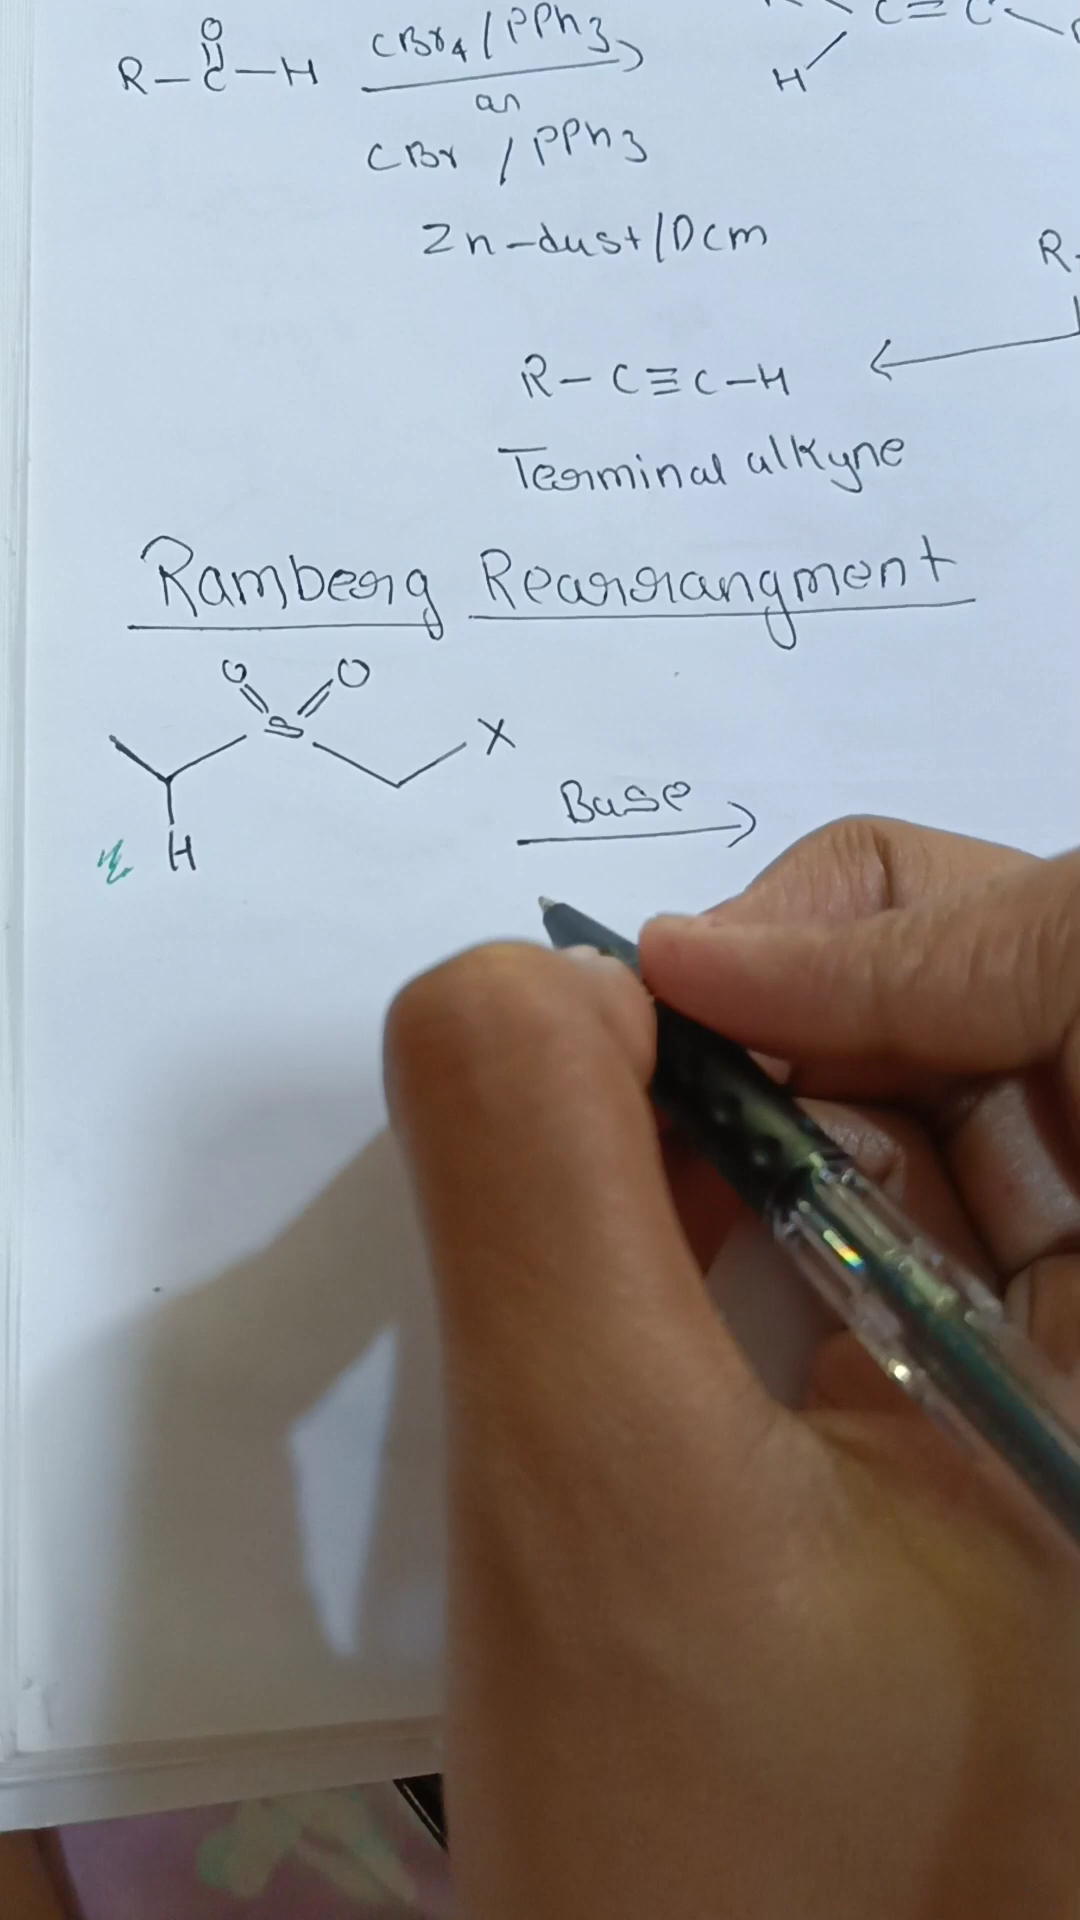 O
R-C-H CBr4/PPh3
C=C
H
or
CBr /PPh3
Zn-dust/DCM
R-
R-C≡C-H
Terminal alkyne
Ramberg Rearrangment
O O
S X
Base
H